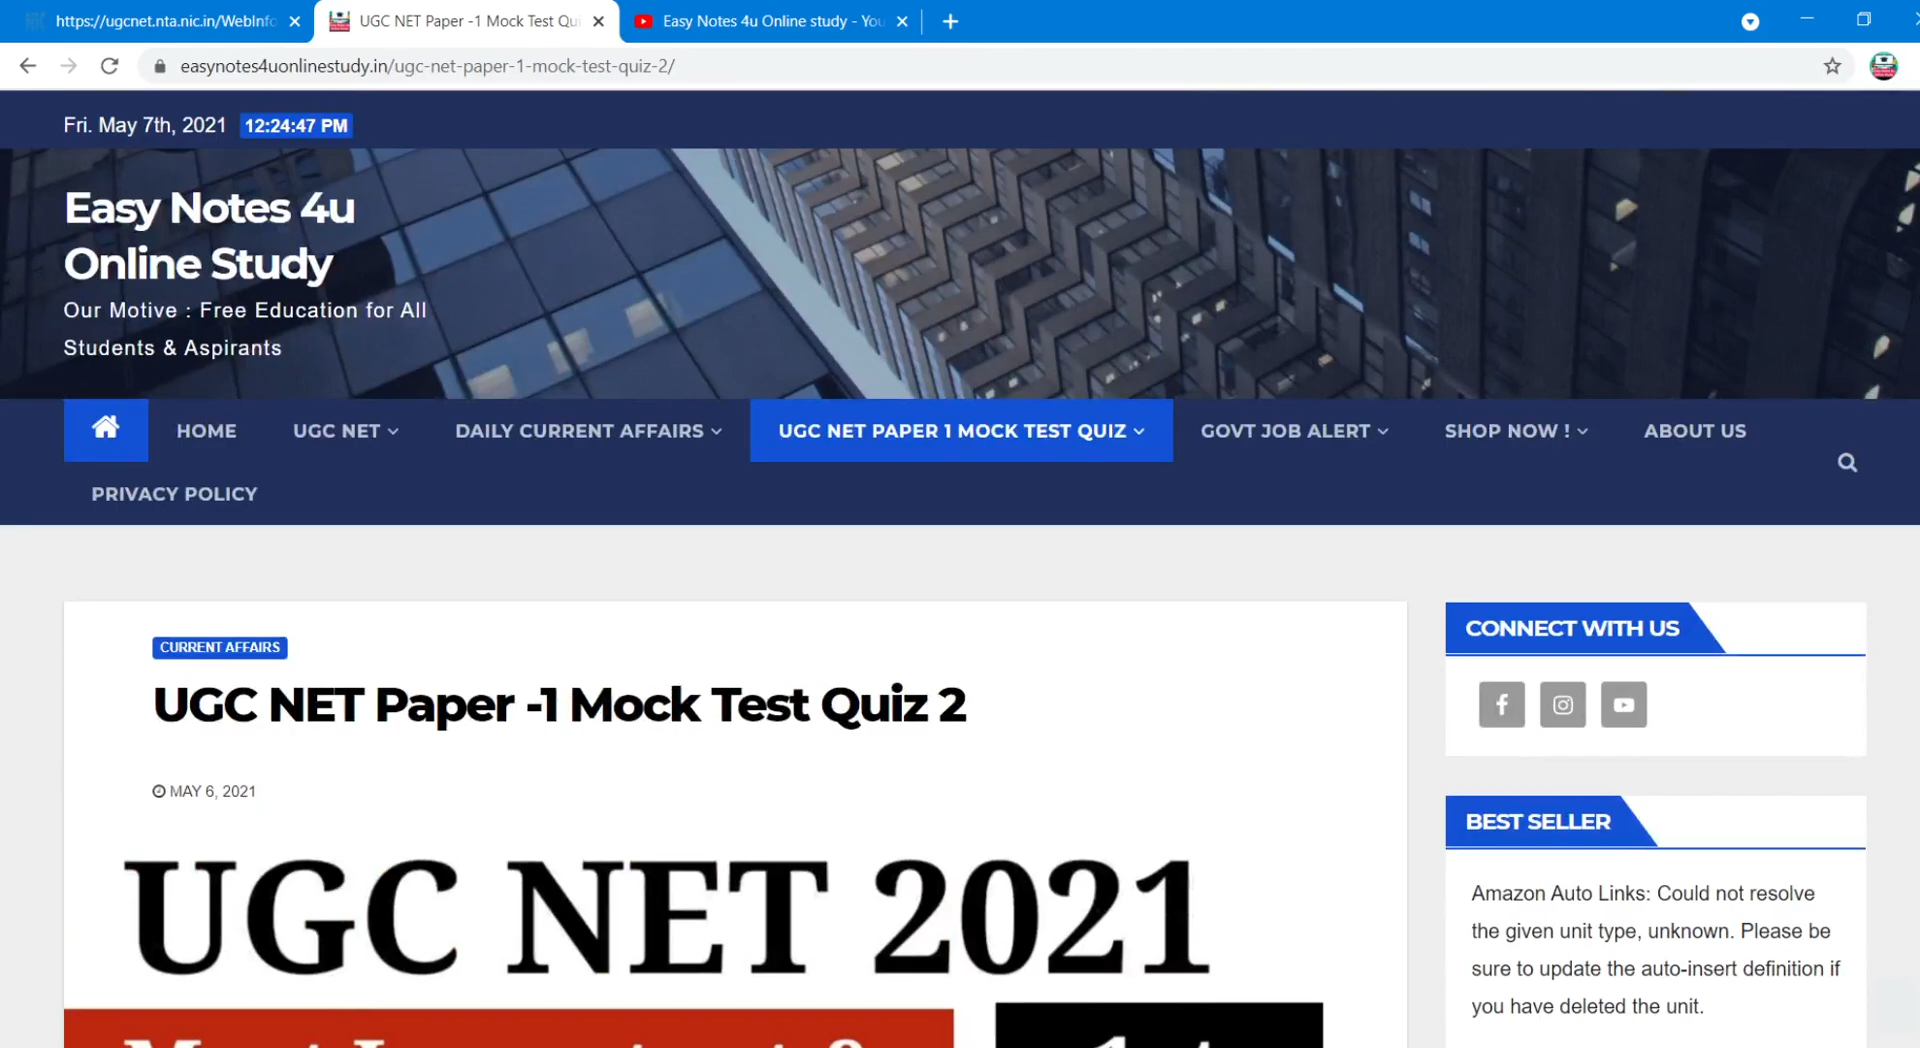 https://ugcnet.nta.nic.in/WebInfo
UGC NET Paper -1 Mock Test Qui
Easy Notes 4u Online study - You
easynotes4uonlinestudy.in/ugc-net-paper-1-mock-test-quiz-2/
Fri. May 7th, 2021 12:24:47 PM
Easy Notes 4u
Online Study
Our Motive : Free Education for All
Students & Aspirants
HOME
UGC NET
DAILY CURRENT AFFAIRS
UGC NET PAPER 1 MOCK TEST QUIZ
GOVT JOB ALERT
SHOP NOW !
ABOUT US
PRIVACY POLICY
CURRENT AFFAIRS
UGC NET Paper -1 Mock Test Quiz 2
MAY 6, 2021
UGC NET 2021
CONNECT WITH US
BEST SELLER
Amazon Auto Links: Could not resolve
the given unit type, unknown. Please be
sure to update the auto-insert definition if
you have deleted the unit.